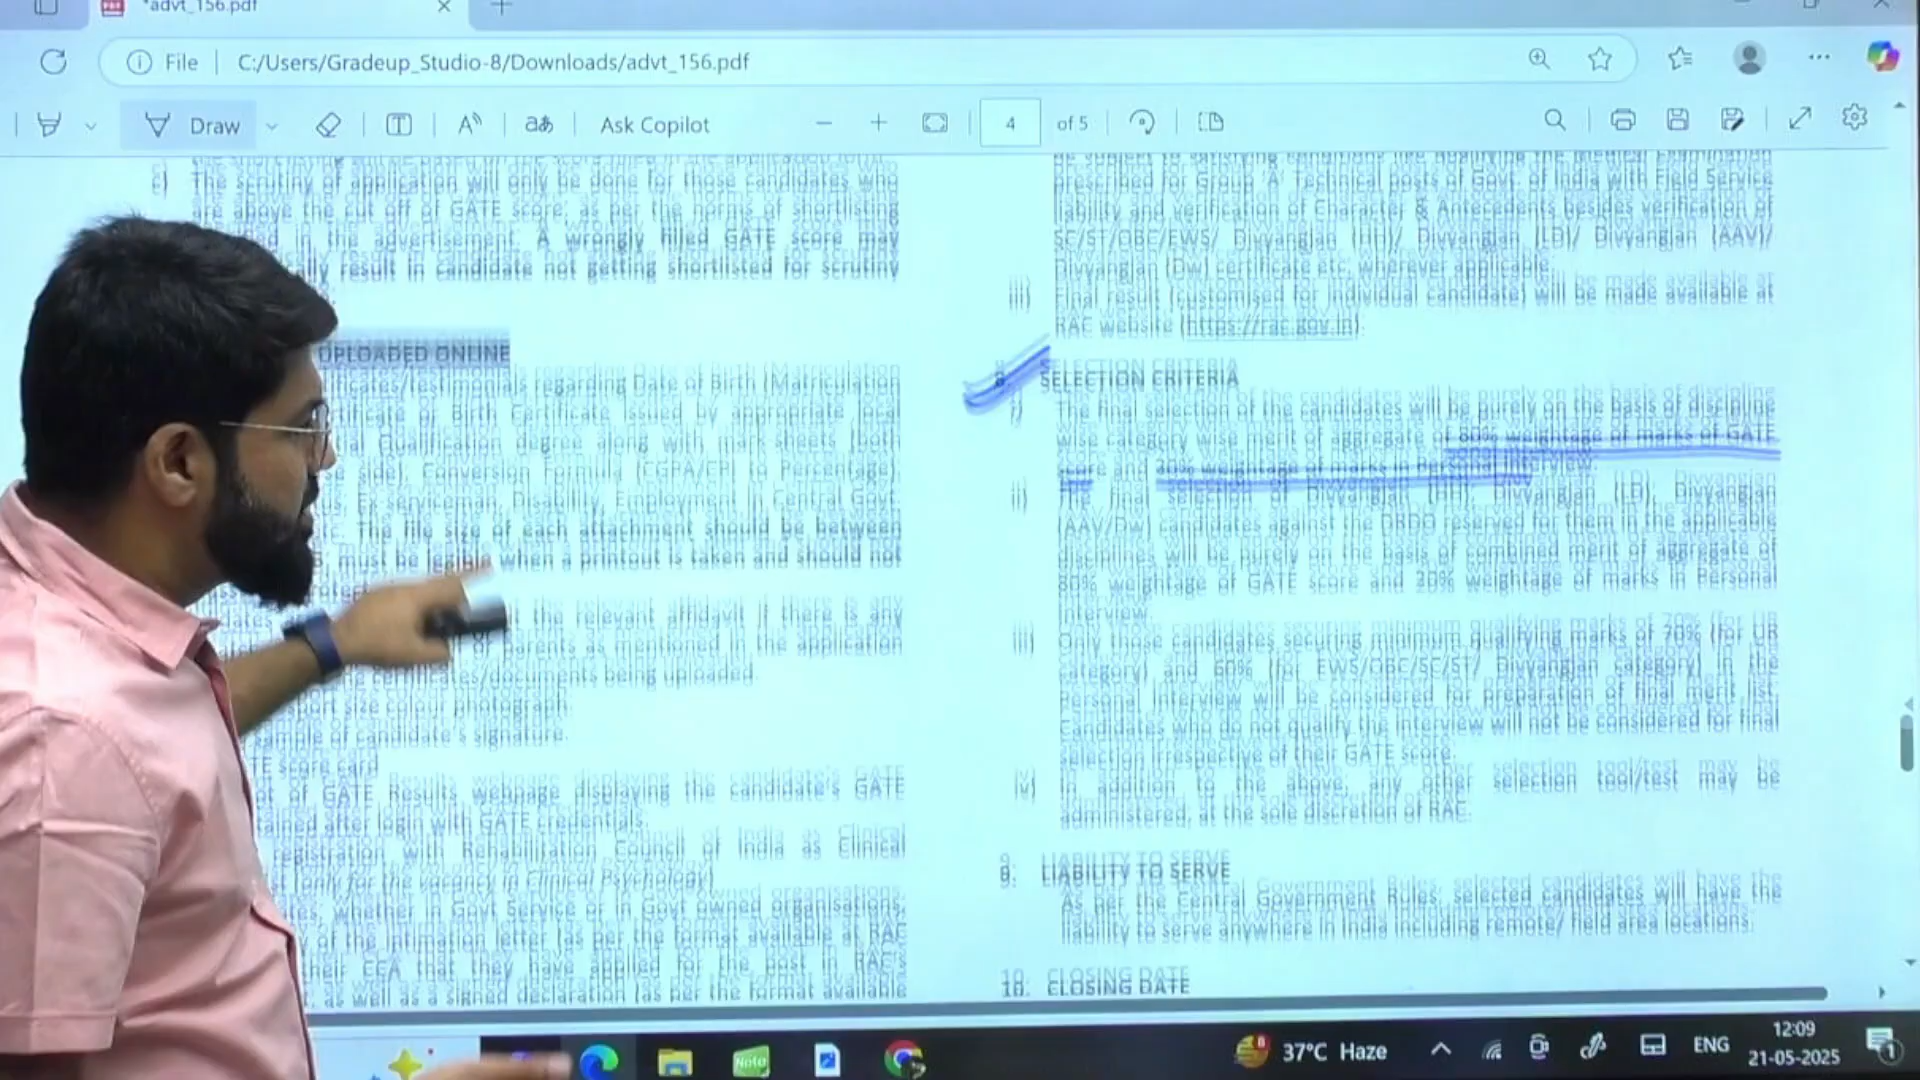 *advt_156.pdf
File
C:/Users/Gradeup_Studio-8/Downloads/advt_156.pdf
Draw
aあ
Ask Copilot
4
of 5
c) The scrutiny of application will only be done for those candidates who
are above the cut off of GATE score, as per the norms of shortlisting
in the advertisement. A wrongly filled GATE score may
result in candidate not getting shortlisted for scrutiny
UPLOADED ONLINE
regarding Date of Birth (Matriculation
or Birth Certificate issued by appropriate local
Qualification degree along with mark sheets (both
side), Conversion Formula (CGPA/CPI to Percentage),
Ex serviceman, Disability, Employment in Central Govt.
The file size of each attachment should be between
must be legible when a printout is taken and should not
the relevant affidavit if there is any
or parents as mentioned in the application
certificates/documents being uploaded.
size colour photograph.
of candidate's signature.
score card
of GATE Results webpage displaying the candidate's GATE
after login with GATE credentials.
registration with Rehabilitation Council of India as Clinical
(only for the vacancy in Clinical Psychology)
whether in Govt Service or in Govt owned organisations,
of the intimation letter (as per the format available at RAC
that they have applied for the post in RAC's
as well as a signed declaration (as per the format available
be subject to satisfying conditions like qualifying the medical examination
prescribed for Group 'A' Technical posts of Govt. of India with Field Service
liability and verification of Character & Antecedents besides verification of
SC/ST/OBC/EWS/ Divyangjan (HH)/ Divyangjan (LD)/ Divyangjan (AAV)/
Divyangjan (Dw) certificate etc, wherever applicable.
iii) Final result (customised for individual candidate) will be made available at
RAC website (https://rac.gov.in).
8. SELECTION CRITERIA
i) The final selection of the candidates will be purely on the basis of discipline
wise category wise merit of aggregate of 80% weightage of marks of GATE
score and 20% weightage of marks in Personal Interview.
ii) The final selection of Divyangjan (HH), Divyangjan (LD), Divyangjan
(AAV/Dw) candidates against the DRDO reserved for them in the applicable
disciplines will be purely on the basis of combined merit of aggregate of
80% weightage of GATE score and 20% weightage of marks in Personal
Interview.
iii) Only those candidates securing minimum qualifying marks of 70% (for UR
category) and 60% (for EWS/OBC/SC/ST/ Divyangjan category) in the
Personal Interview will be considered for preparation of final merit list.
Candidates who do not qualify the interview will not be considered for final
selection irrespective of their GATE score.
iv) In addition to the above, any other selection tool/test may be
administered, at the sole discretion of RAC.
9. LIABILITY TO SERVE
As per the Central Government Rules, selected candidates will have the
liability to serve anywhere in India including remote/ field area locations.
10. CLOSING DATE
Note
37°C Haze
ENG
12:09
21-05-2025
1